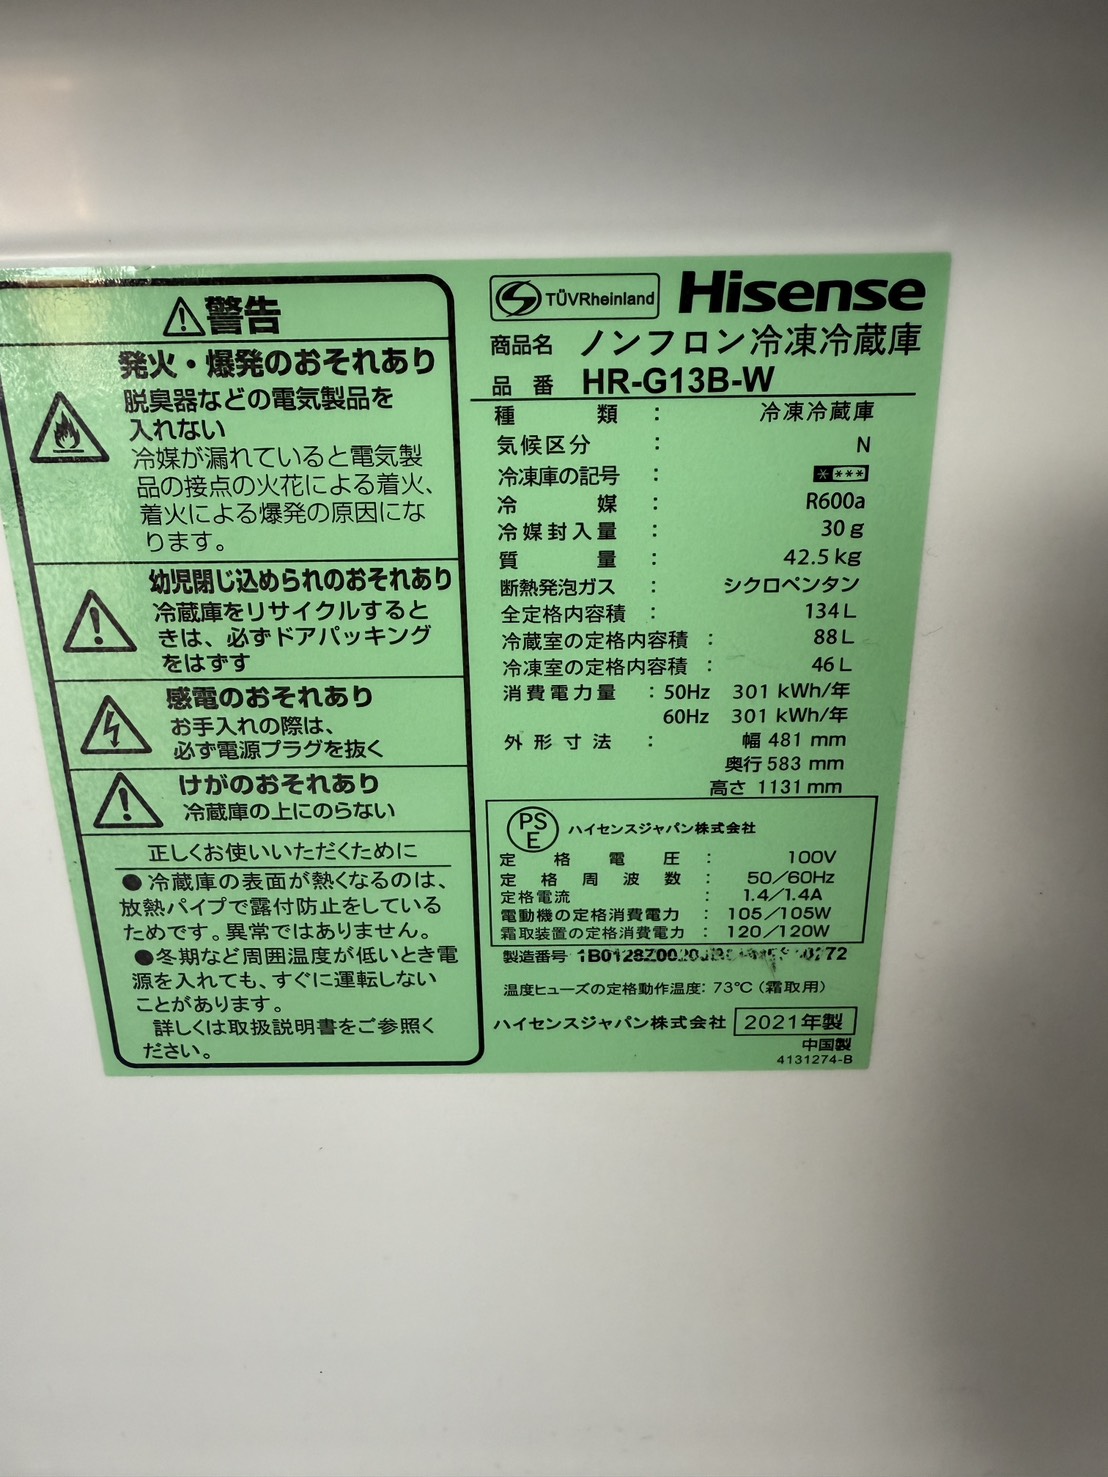 警告
発火・爆発のおそれあり
脱臭器などの電気製品を
入れない
冷媒が漏れていると電気製
品の接点の火花による着火、
着火による爆発の原因にな
ります。
幼児閉じ込められのおそれあり
冷蔵庫をリサイクルすると
きは、必ずドアパッキング
をはずす
感電のおそれあり
お手入れの際は、
必ず電源プラグを抜く
けがのおそれあり
冷蔵庫の上にのらない
正しくお使いいただくために
●冷蔵庫の表面が熱くなるのは、
放熱パイプで露付防止をしている
ためです。異常ではありません。
●冬期など周囲温度が低いとき電
源を入れても、すぐに運転しない
ことがあります。
詳しくは取扱説明書をご参照く
ださい。
TÜVRheinland Hisense
商品名 ノンフロン冷凍冷蔵庫
品番 HR-G13B-W
種類 : 冷凍冷蔵庫
気候区分 : N
冷凍庫の記号 : ****
冷媒 : R600a
冷媒封入量 : 30g
質量 : 42.5kg
断熱発泡ガス : シクロペンタン
全定格内容積 : 134L
冷蔵室の定格内容積 : 88L
冷凍室の定格内容積 : 46L
消費電力量 : 50Hz 301 kWh/年
60Hz 301 kWh/年
外形寸法 : 幅 481 mm
奥行 583 mm
高さ 1131 mm
PSE ハイセンスジャパン株式会社
定格電圧 : 100V
定格周波数 : 50/60Hz
定格電流 : 1.4/1.4A
電動機の定格消費電力 : 105/105W
霜取装置の定格消費電力 : 120/120W
製造番号
温度ヒューズの定格動作温度: 73℃(霜取用)
ハイセンスジャパン株式会社 2021年製
中国製
4131274-B